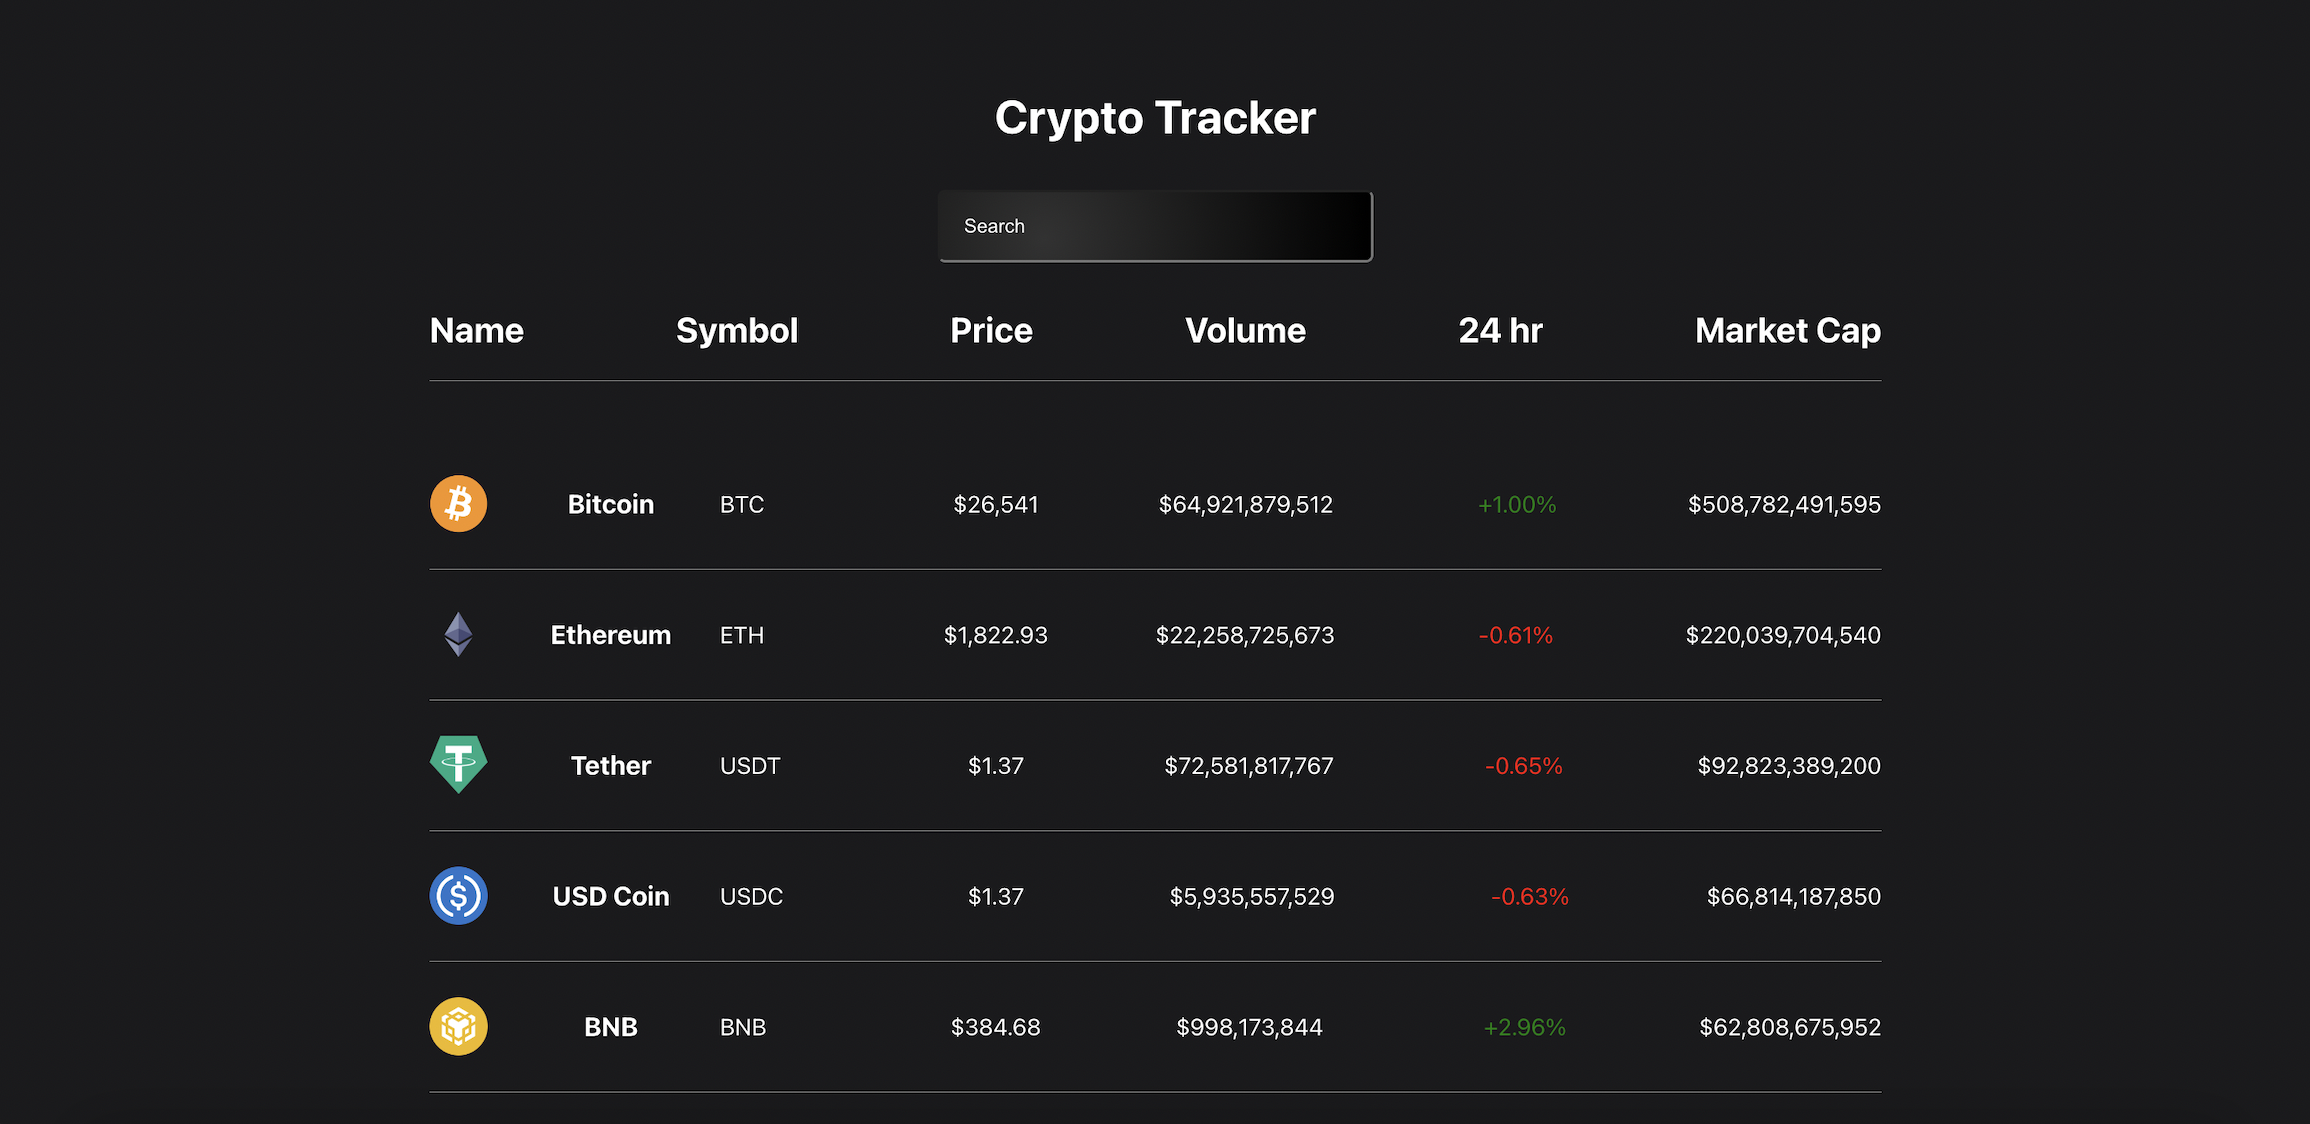 Crypto Tracker
Search
Name Symbol Price Volume 24 hr Market Cap
Bitcoin BTC $26,541 $64,921,879,512 +1.00% $508,782,491,595
Ethereum ETH $1,822.93 $22,258,725,673 -0.61% $220,039,704,540
Tether USDT $1.37 $72,581,817,767 -0.65% $92,823,389,200
USD Coin USDC $1.37 $5,935,557,529 -0.63% $66,814,187,850
BNB BNB $384.68 $998,173,844 +2.96% $62,808,675,952